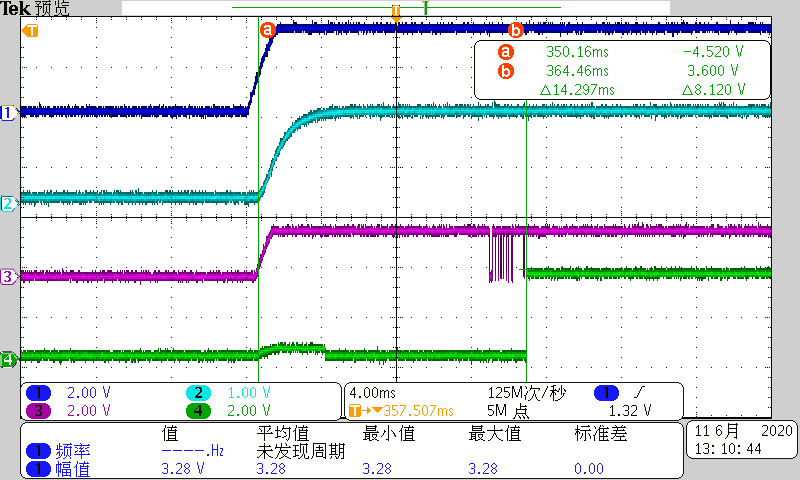 Tek 预览
T
T
a
b
a 350.16ms −4.520 V
b 364.46ms 3.600 V
△14.297ms △8.120 V
1
2
3
4
1 2.00 V 2 1.00 V
3 2.00 V 4 2.00 V
4.00ms 125M次/秒 1
T→▼357.507ms 5M 点 1.32 V
值 平均值 最小值 最大值 标准差
1 频率 ----.Hz 未发现周期
1 幅值 3.28 V 3.28 3.28 3.28 0.00
11 6月 2020
13:10:44